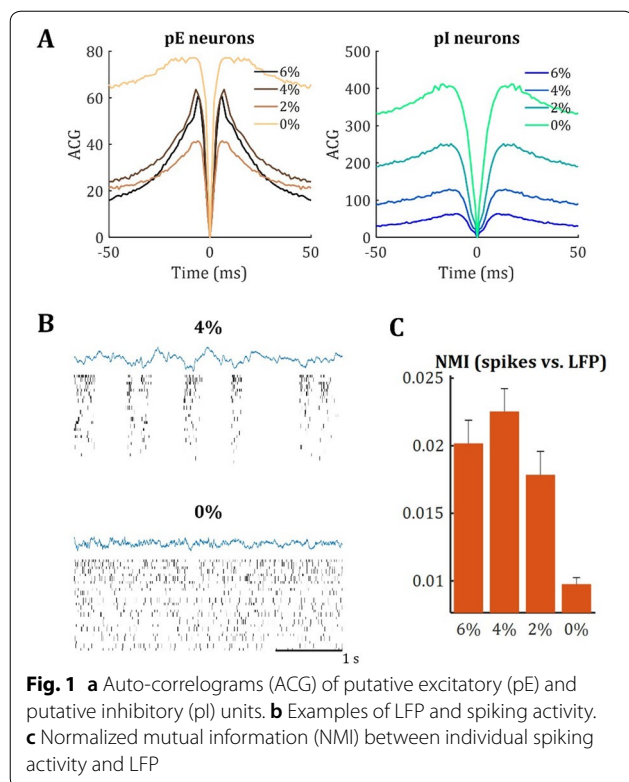 A
pE neurons
80
60
40
20
0
ACG
6%
4%
2%
0%
-50
0
50
Time (ms)
pI neurons
500
400
300
200
100
0
ACG
6%
4%
2%
0%
-50
0
50
Time (ms)
B
4%
0%
1 s
C
NMI (spikes vs. LFP)
0.025
0.02
0.015
0.01
6%
4%
2%
0%
Fig. 1 a Auto-correlograms (ACG) of putative excitatory (pE) and
putative inhibitory (pI) units. b Examples of LFP and spiking activity.
c Normalized mutual information (NMI) between individual spiking
activity and LFP